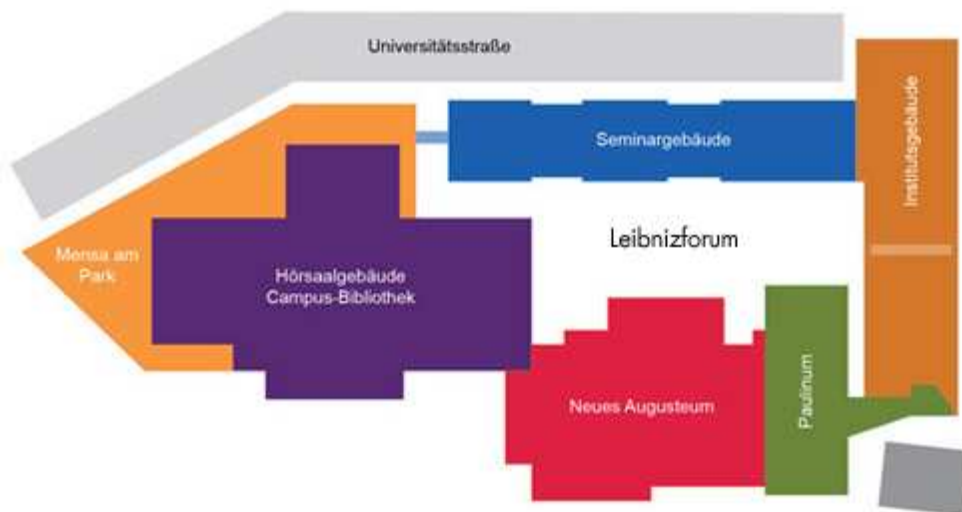 Universitätsstraße
Seminargebäude
Institutsgebäude
Leibnizforum
Mensa am
Park
Hörsaalgebäude
Campus-Bibliothek
Neues Augusteum
Paulinum